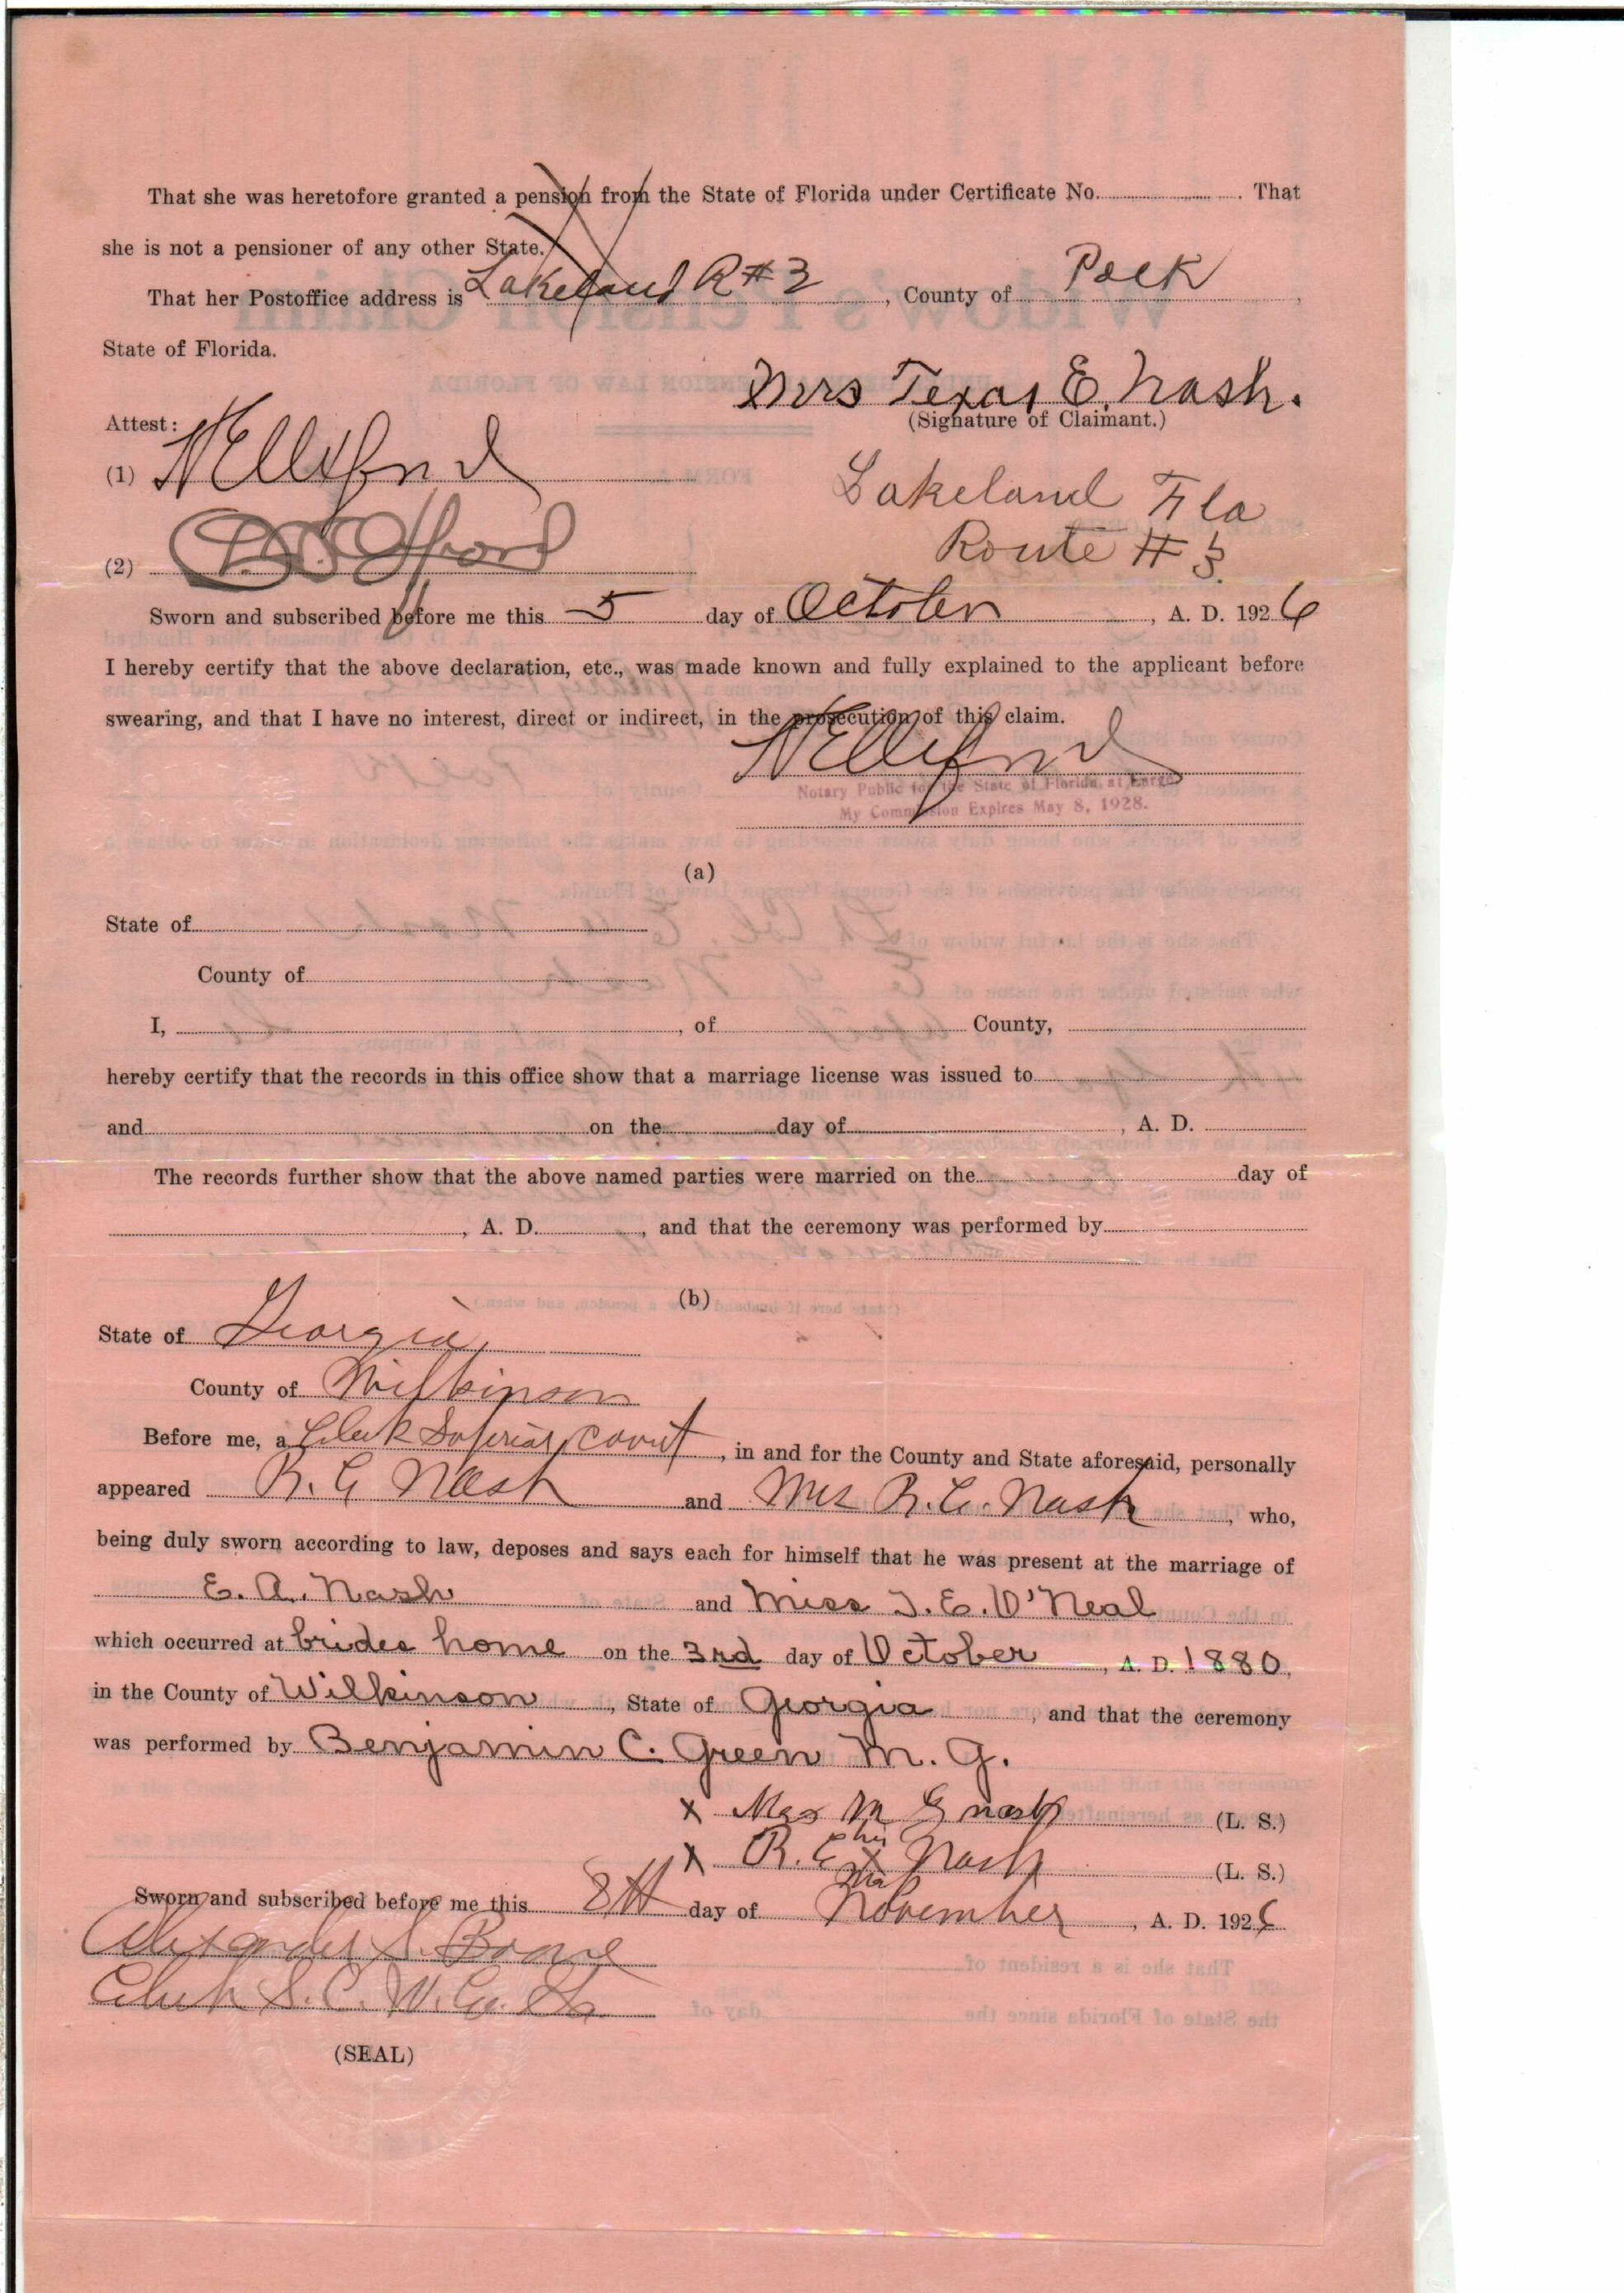 That she was heretofore granted a pension from the State of Florida under Certificate No. . That
she is not a pensioner of any other State.
That her Postoffice address is Lakeland R#3, County of Polk,
State of Florida.
Mrs Texas E. Nash.
(Signature of Claimant.)
Attest:
(1)
Lakeland Fla
Route # 3.
(2)
Sworn and subscribed before me this 5 day of October, A. D. 1926
I hereby certify that the above declaration, etc., was made known and fully explained to the applicant before
swearing, and that I have no interest, direct or indirect, in the prosecution of this claim.
Notary Public for the State of Florida at Large
My Commission Expires May 8, 1928.
(a)
State of
County of
I, , of County,
hereby certify that the records in this office show that a marriage license was issued to
and on the day of , A. D.
The records further show that the above named parties were married on the day of
, A. D. , and that the ceremony was performed by
(b)
State of Georgia,
County of Wilkinson
Before me, a Clerk Superior Court, in and for the County and State aforesaid, personally
appeared R. G Nash and Mrs R. G. Nash, who,
being duly sworn according to law, deposes and says each for himself that he was present at the marriage of
E. A. Nash and Miss T. E. O'Neal
which occurred at brides home on the 3rd day of October, A. D. 1880,
in the County of Wilkinson, State of Georgia, and that the ceremony
was performed by Benjamin C. Green M. G.
x Mrs M G Nash (L. S.)
x R. G his x Nash (L. S.)
Sworn and subscribed before me this 8th day of November, A. D. 1926
Alexander S. Boone
Clerk S. C. W. Co. Ga
(SEAL)